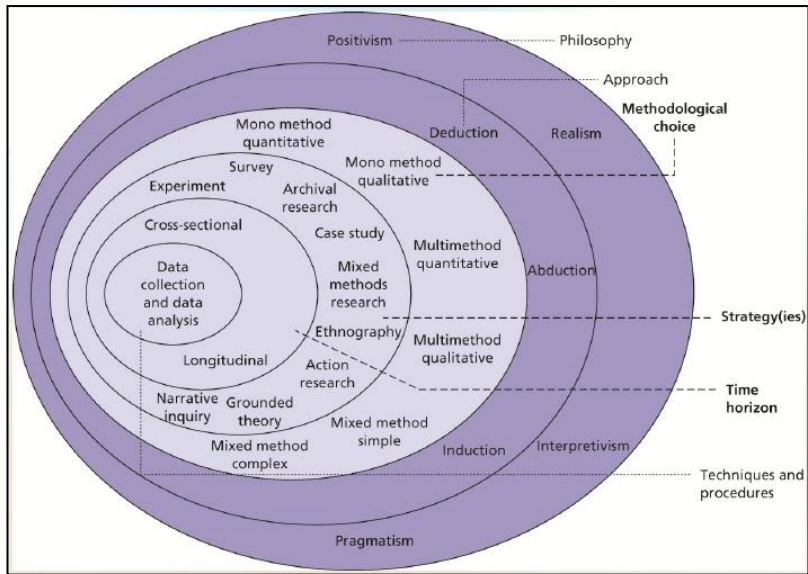 Positivism
Philosophy
Approach
Methodological
choice
Deduction
Realism
Mono method
quantitative
Mono method
qualitative
Survey
Experiment
Archival
research
Cross-sectional
Case study
Multimethod
quantitative
Abduction
Data
collection
and data
analysis
Mixed
methods
research
Strategy(ies)
Ethnography
Multimethod
qualitative
Longitudinal
Action
research
Time
horizon
Narrative
inquiry
Grounded
theory
Mixed method
simple
Mixed method
complex
Induction
Interpretivism
Techniques and
procedures
Pragmatism